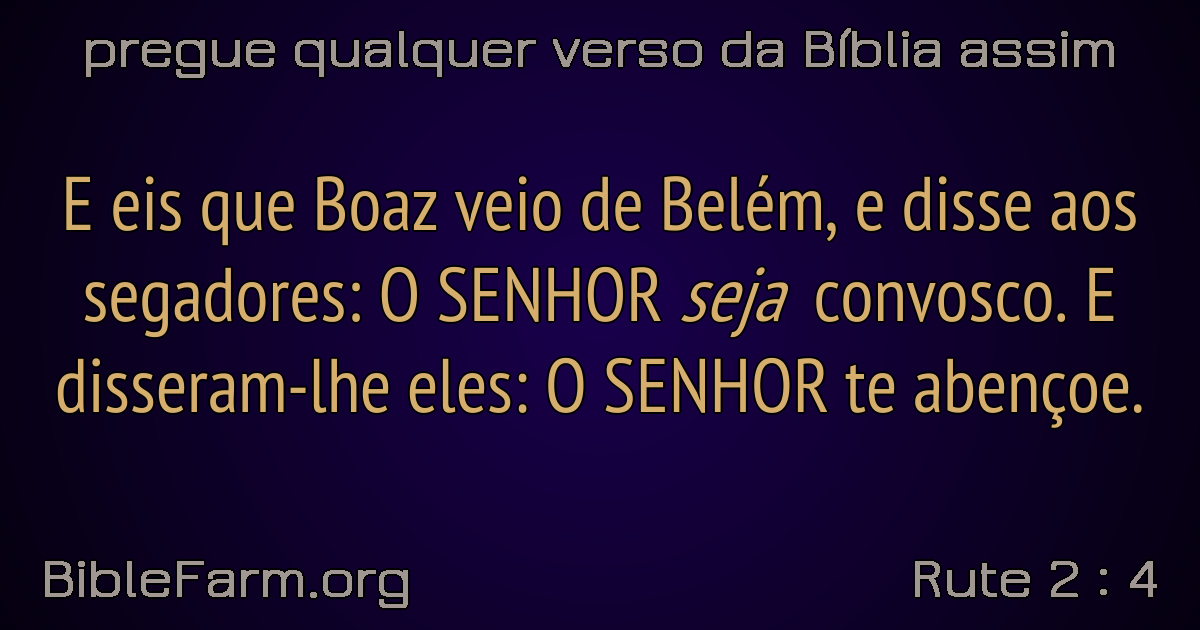 pregue qualquer verso da Bíblia assim
E eis que Boaz veio de Belém, e disse aos
segadores: O SENHOR seja convosco. E
disseram-lhe eles: O SENHOR te abençoe.
BibleFarm.org
Rute 2 : 4